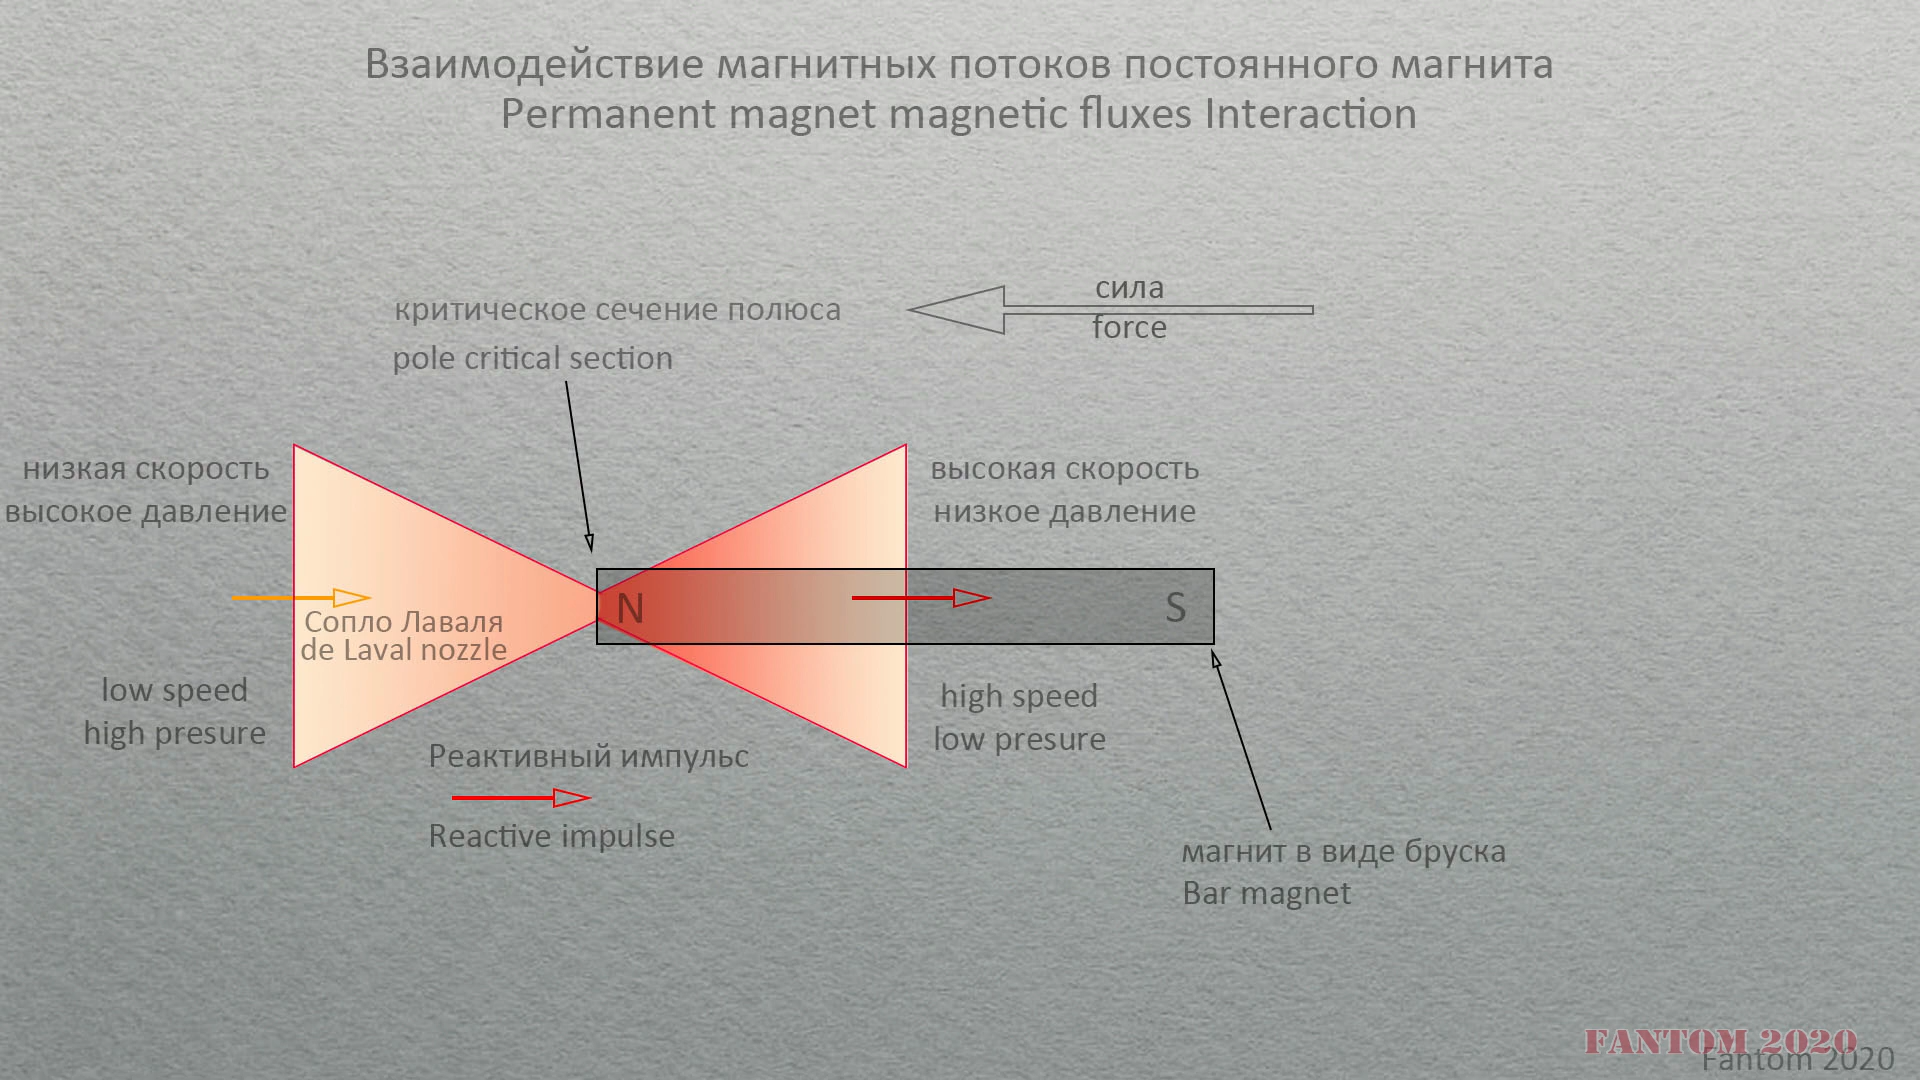 Взаимодействие магнитных потоков постоянного магнита
Permanent magnet magnetic fluxes Interaction
сила
force
критическое сечение полюса
pole critical section
низкая скорость
высокое давление
высокая скорость
низкое давление
N
S
Сопло Лаваля
de Laval nozzle
low speed
high presure
high speed
low presure
Реактивный импульс
Reactive impulse
магнит в виде бруска
Bar magnet
FANTOM 2020
Fantom 2020